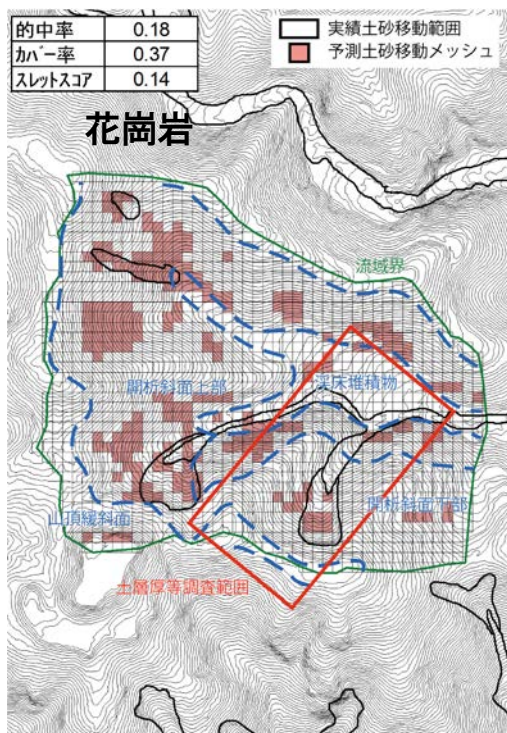 的中率 0.18
カバー率 0.37
スレットスコア 0.14
実績土砂移動範囲
予測土砂移動メッシュ
花崗岩
流域界
渓床堆積物
開析斜面上部
開析斜面下部
山頂緩斜面
土層厚等調査範囲